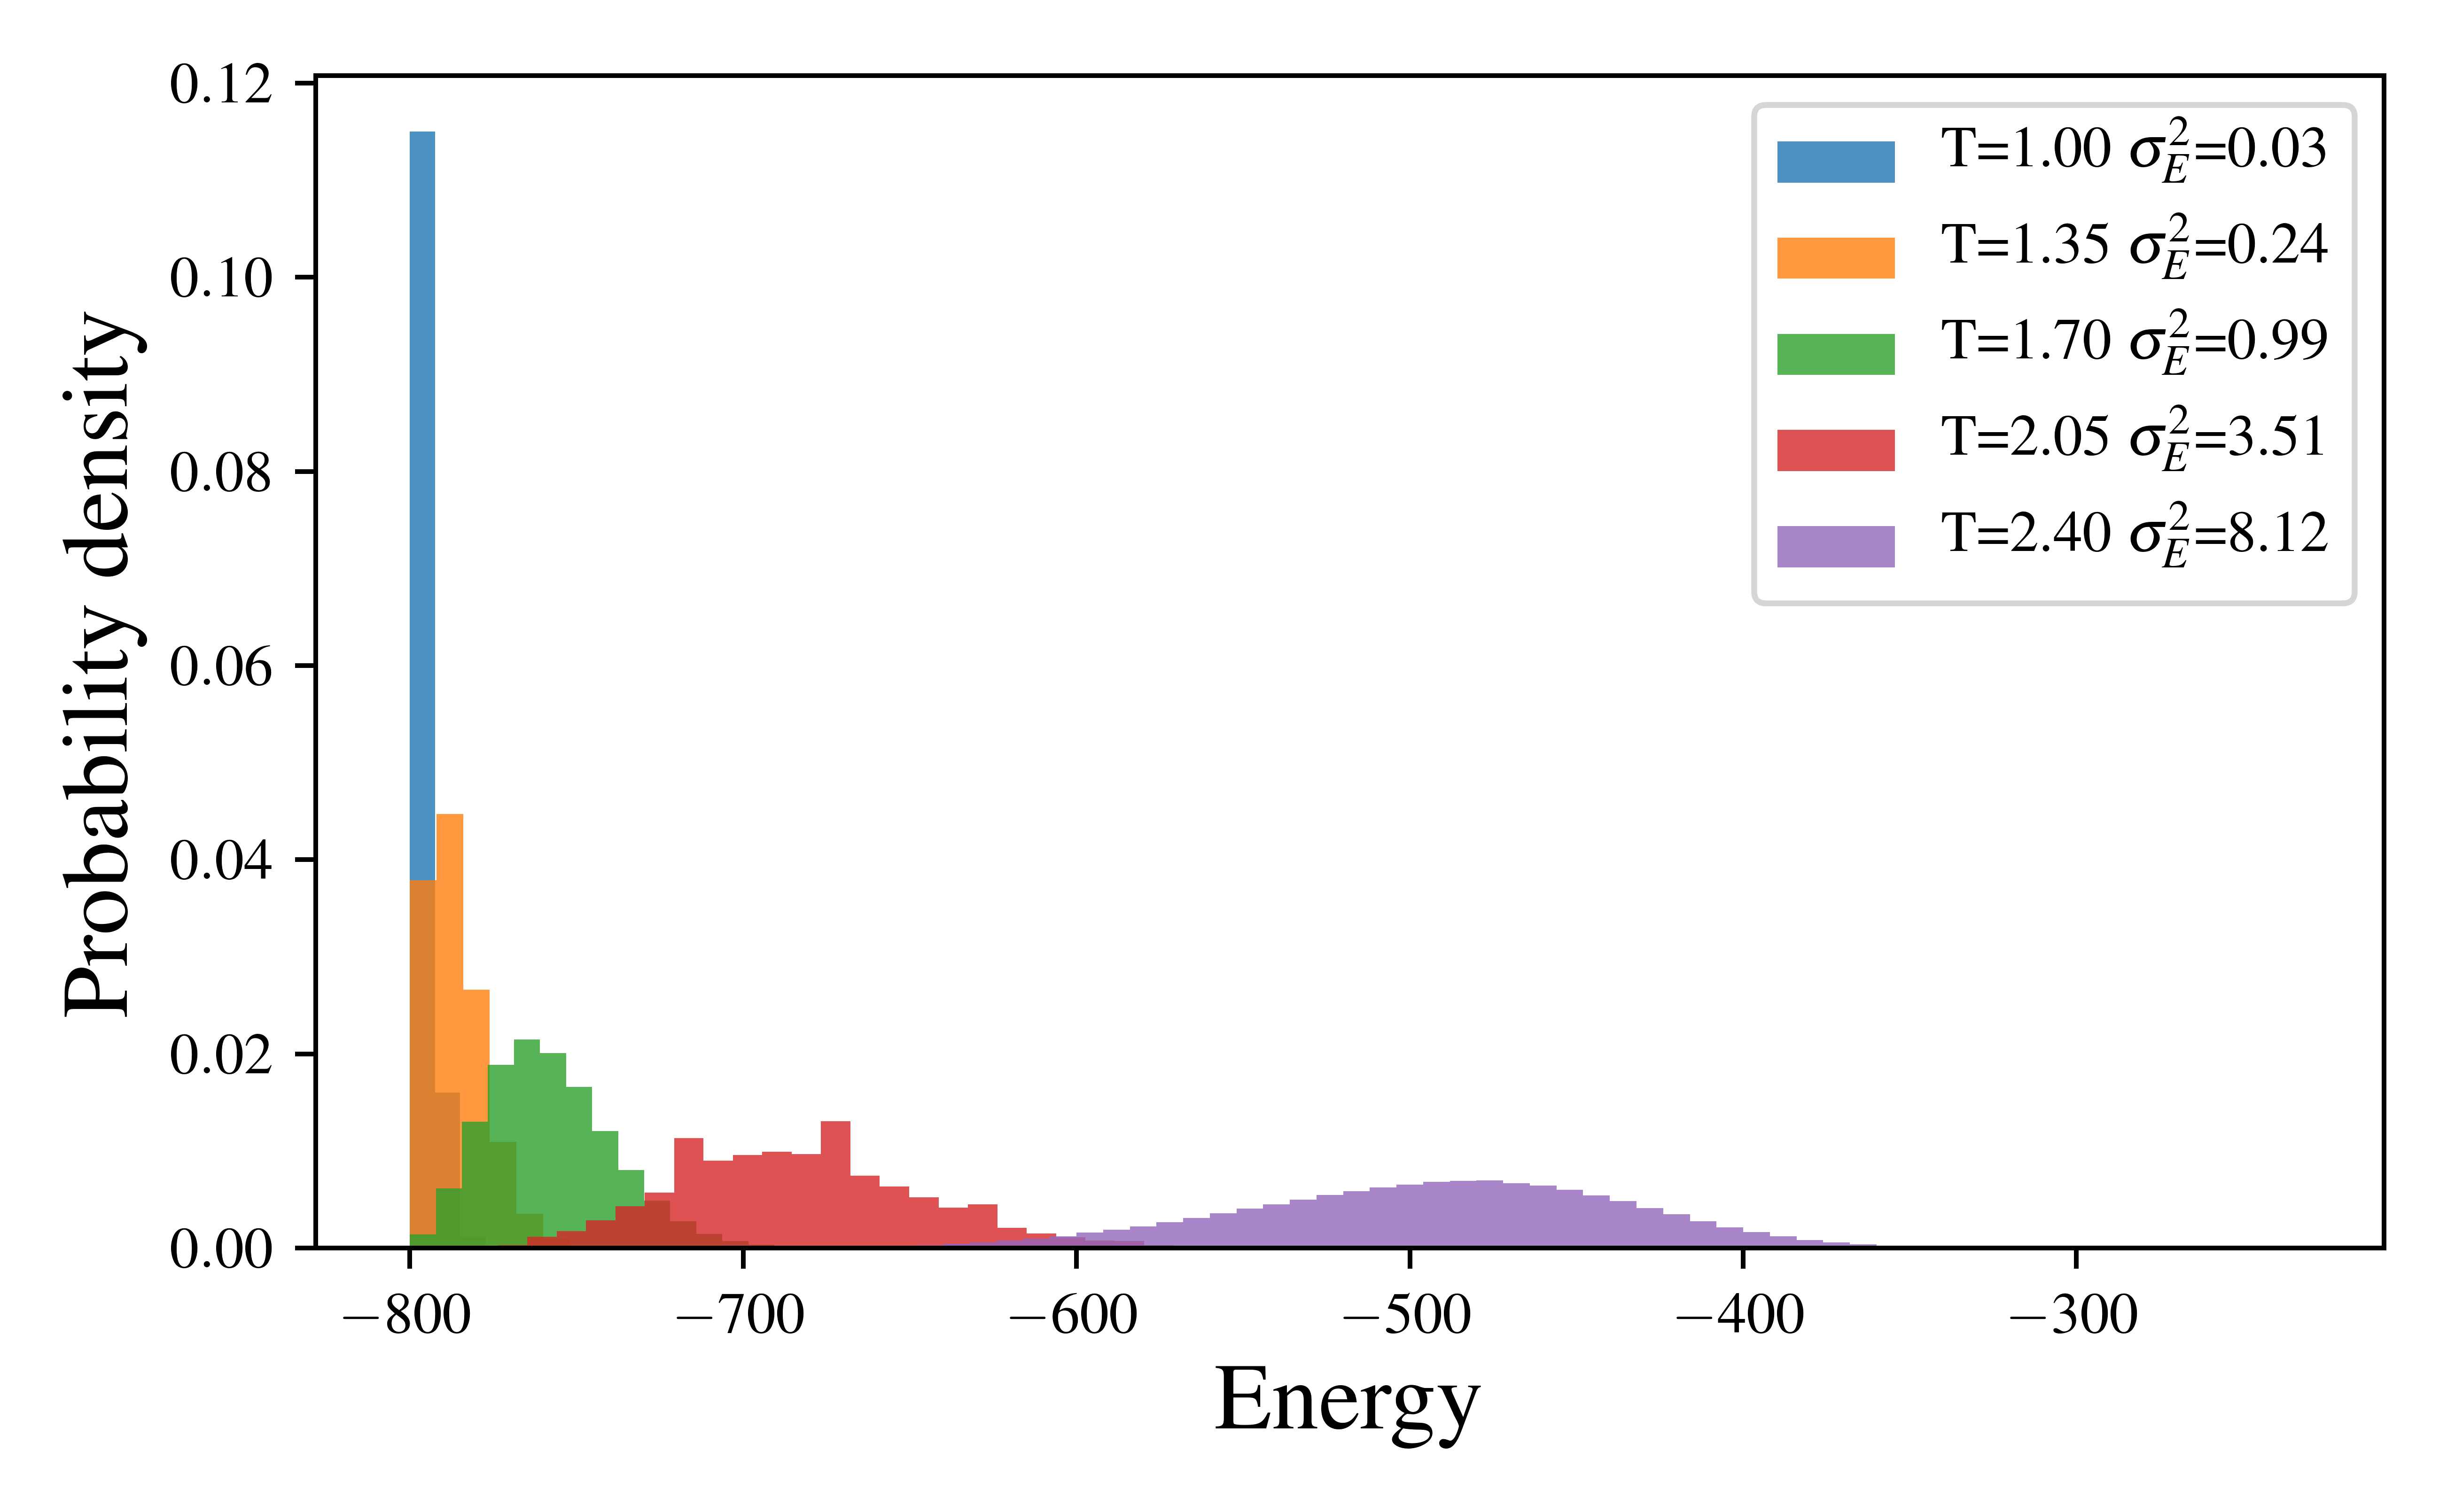 0.12
0.10
0.08
0.06
0.04
0.02
0.00
Probability density
T=1.00 σ²_E=0.03
T=1.35 σ²_E=0.24
T=1.70 σ²_E=0.99
T=2.05 σ²_E=3.51
T=2.40 σ²_E=8.12
−800 −700 −600 −500 −400 −300
Energy